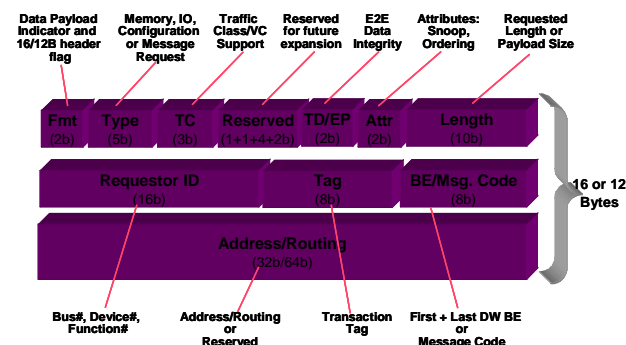 Data Payload
Indicator and
16/12B header
flag
Memory, IO,
Configuration
or Message
Request
Traffic
Class/VC
Support
Reserved
for future
expansion
E2E
Data
Integrity
Attributes:
Snoop,
Ordering
Requested
Length or
Payload Size
Fmt
(2b)
Type
(5b)
TC
(3b)
Reserved
(1+1+4+2b)
TD/EP
(2b)
Attr
(2b)
Length
(10b)
Requestor ID
(16b)
Tag
(8b)
BE/Msg. Code
(8b)
16 or 12
Bytes
Address/Routing
(32b/64b)
Bus#, Device#,
Function#
Address/Routing
or
Reserved
Transaction
Tag
First + Last DW BE
or
Message Code